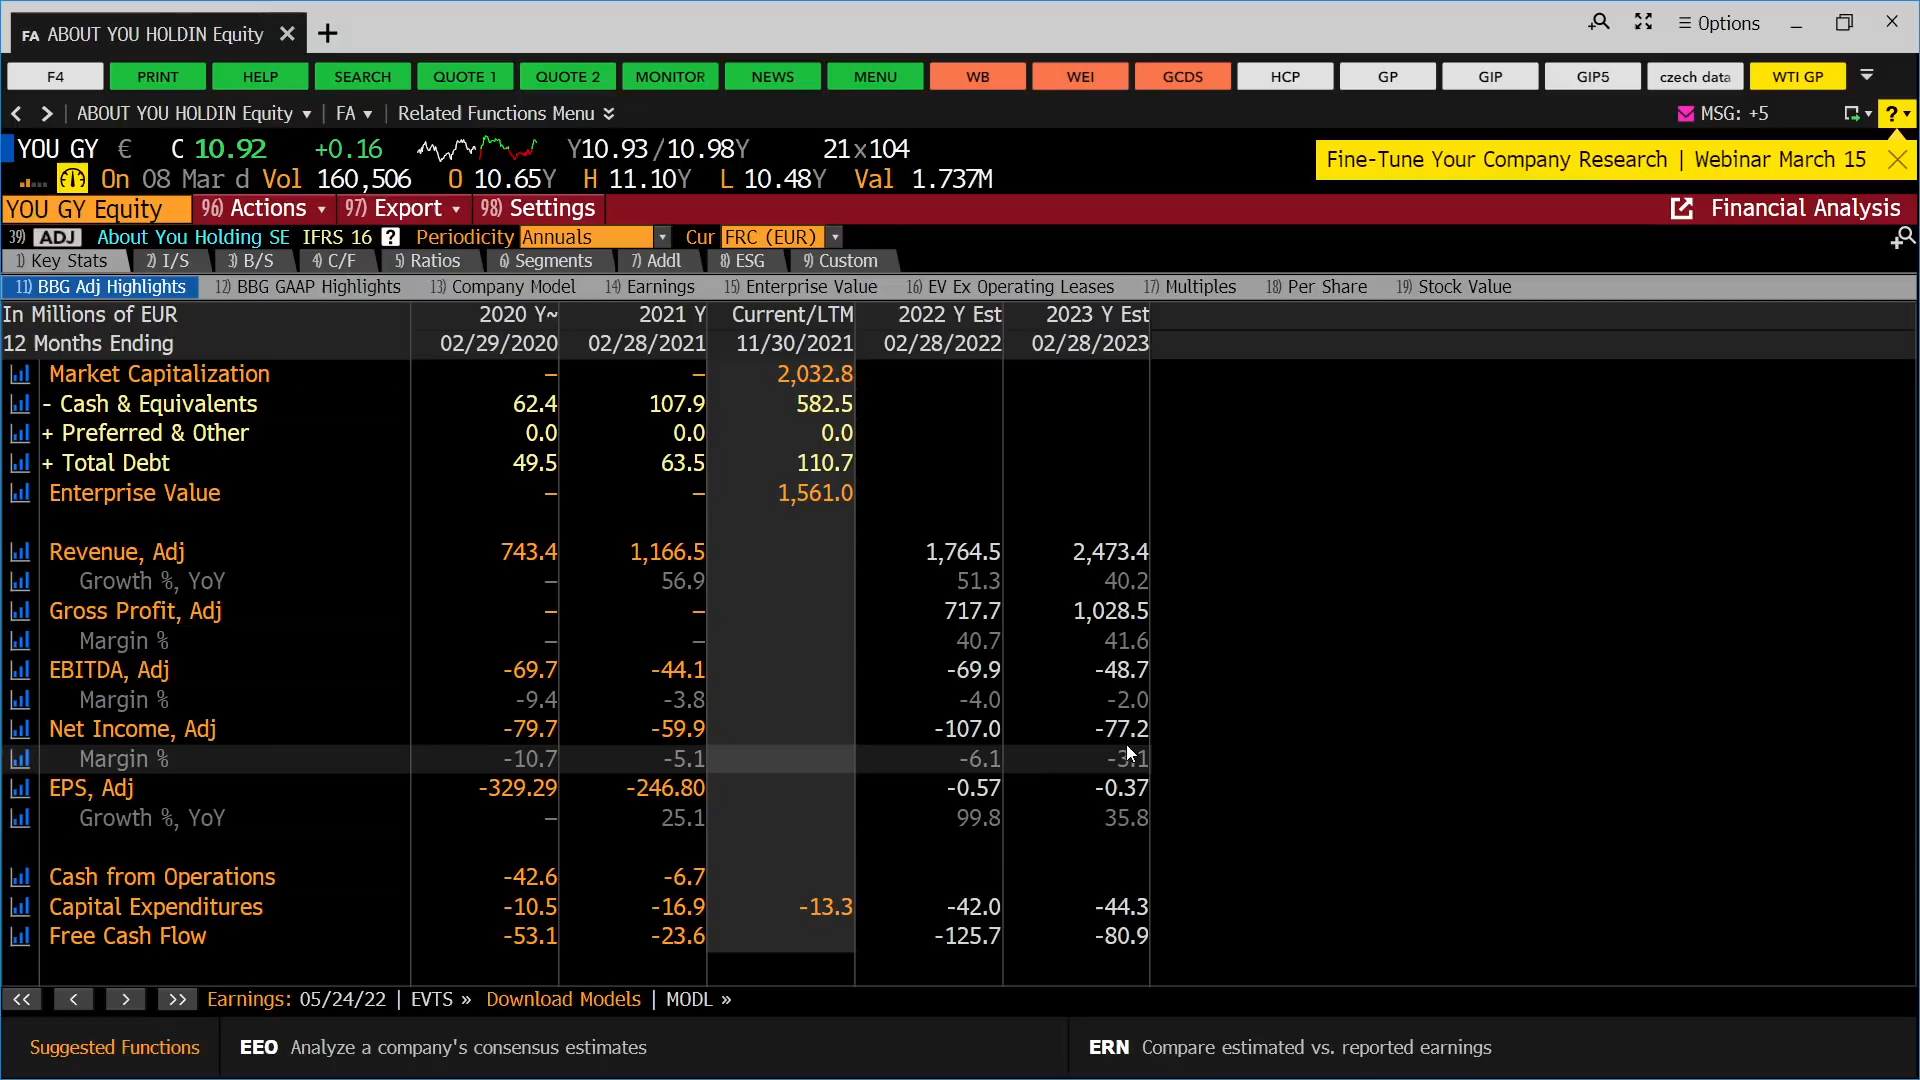 FA ABOUT YOU HOLDIN Equity × + Options
F4 PRINT HELP SEARCH QUOTE 1 QUOTE 2 MONITOR NEWS MENU WB WEI GCDS HCP GP GIP GIP5 czech data WTI GP
ABOUT YOU HOLDIN Equity FA Related Functions Menu MSG: +5 ?
YOU GY € C 10.92 +0.16 Y10.93/10.98Y 21x104
Fine-Tune Your Company Research | Webinar March 15
On 08 Mar d Vol 160,506 O 10.65Y H 11.10Y L 10.48Y Val 1.737M
YOU GY Equity 96) Actions 97) Export 98) Settings Financial Analysis
39) ADJ About You Holding SE IFRS 16 ? Periodicity Annuals Cur FRC (EUR)
1) Key Stats 2) I/S 3) B/S 4) C/F 5) Ratios 6) Segments 7) Addl 8) ESG 9) Custom
11) BBG Adj Highlights 12) BBG GAAP Highlights 13) Company Model 14) Earnings 15) Enterprise Value 16) EV Ex Operating Leases 17) Multiples 18) Per Share 19) Stock Value
In Millions of EUR 2020 Y~ 2021 Y Current/LTM 2022 Y Est 2023 Y Est
12 Months Ending 02/29/2020 02/28/2021 11/30/2021 02/28/2022 02/28/2023
Market Capitalization – – 2,032.8
- Cash & Equivalents 62.4 107.9 582.5
+ Preferred & Other 0.0 0.0 0.0
+ Total Debt 49.5 63.5 110.7
Enterprise Value – – 1,561.0
Revenue, Adj 743.4 1,166.5 1,764.5 2,473.4
Growth %, YoY – 56.9 51.3 40.2
Gross Profit, Adj – – 717.7 1,028.5
Margin % – – 40.7 41.6
EBITDA, Adj -69.7 -44.1 -69.9 -48.7
Margin % -9.4 -3.8 -4.0 -2.0
Net Income, Adj -79.7 -59.9 -107.0 -77.2
Margin % -10.7 -5.1 -6.1 -3.1
EPS, Adj -329.29 -246.80 -0.57 -0.37
Growth %, YoY – 25.1 99.8 35.8
Cash from Operations -42.6 -6.7
Capital Expenditures -10.5 -16.9 -13.3 -42.0 -44.3
Free Cash Flow -53.1 -23.6 -125.7 -80.9
<< < > >> Earnings: 05/24/22 | EVTS » Download Models | MODL »
Suggested Functions EEO Analyze a company's consensus estimates ERN Compare estimated vs. reported earnings